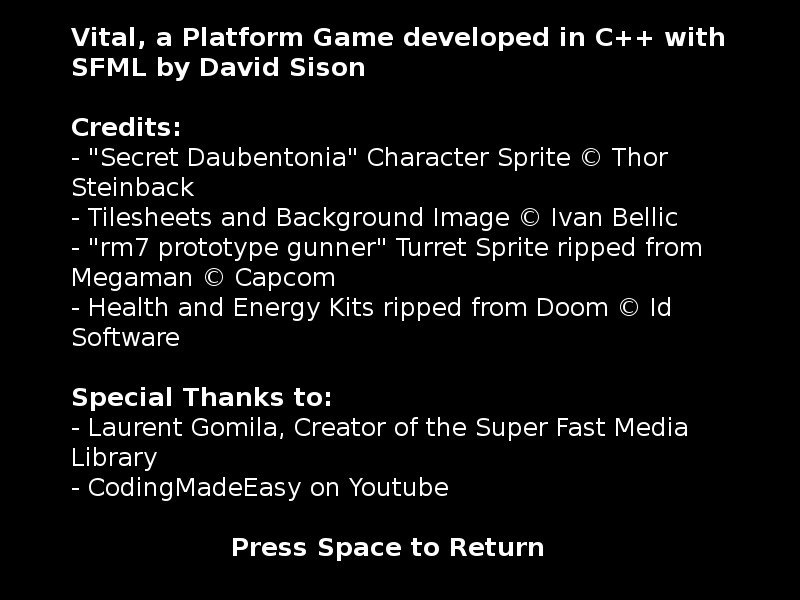 Vital, a Platform Game developed in C++ with
SFML by David Sison
Credits:
- "Secret Daubentonia" Character Sprite © Thor
Steinback
- Tilesheets and Background Image © Ivan Bellic
- "rm7 prototype gunner" Turret Sprite ripped from
Megaman © Capcom
- Health and Energy Kits ripped from Doom © Id
Software
Special Thanks to:
- Laurent Gomila, Creator of the Super Fast Media
Library
- CodingMadeEasy on Youtube
Press Space to Return